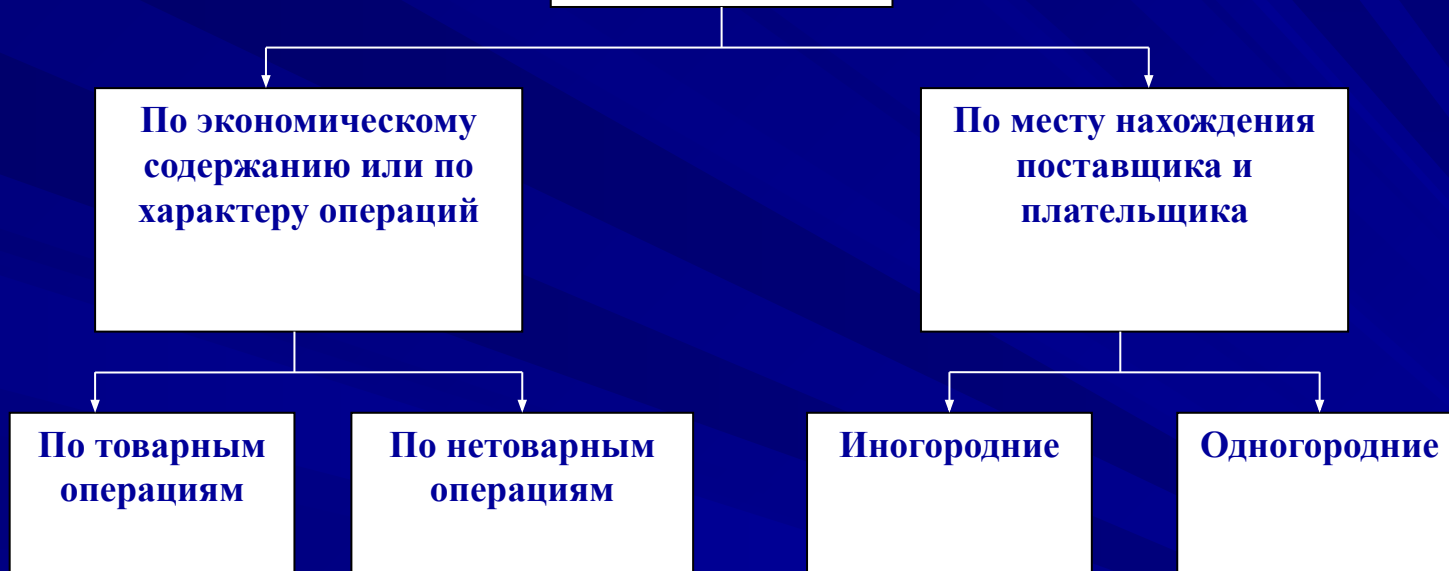 По экономическому
содержанию или по
характеру операций
По месту нахождения
поставщика и
плательщика
По товарным
операциям
По нетоварным
операциям
Иногородние
Одногородние